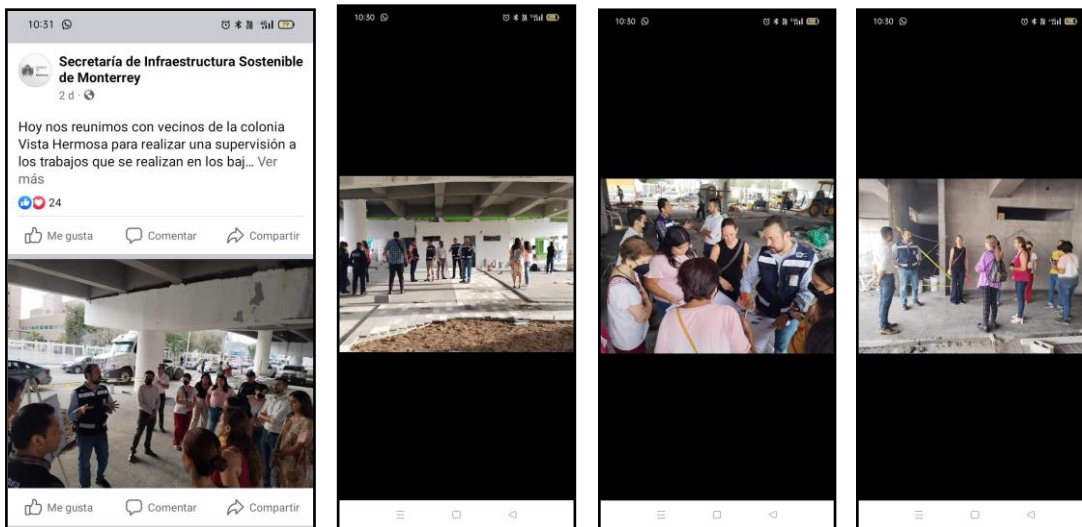 10:31
79
Secretaría de Infraestructura Sostenible
de Monterrey
2 d ·
Hoy nos reunimos con vecinos de la colonia
Vista Hermosa para realizar una supervisión a
los trabajos que se realizan en los baj... Ver
más
24
Me gusta Comentar Compartir
Me gusta Comentar Compartir
10:30
10:30
10:30